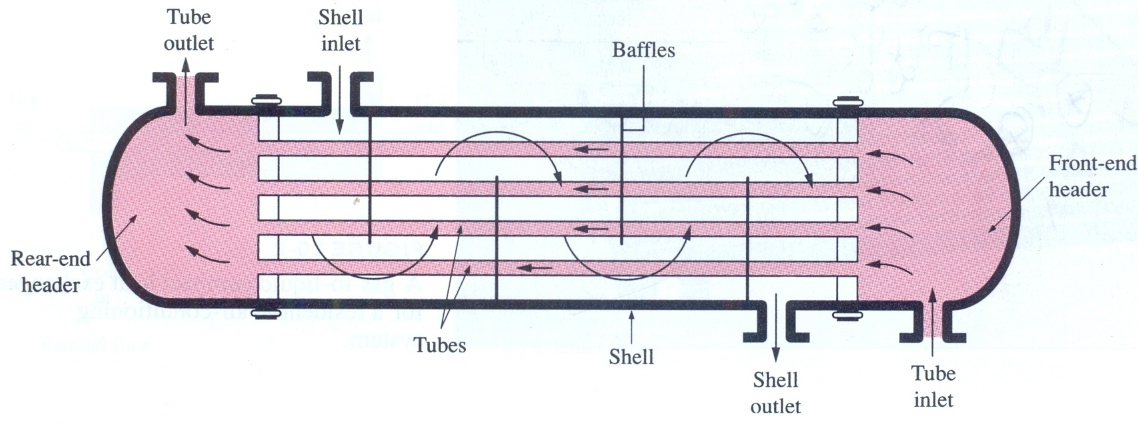 Tube
outlet
Shell
inlet
Baffles
Front-end
header
Rear-end
header
Tubes
Shell
Shell
outlet
Tube
inlet